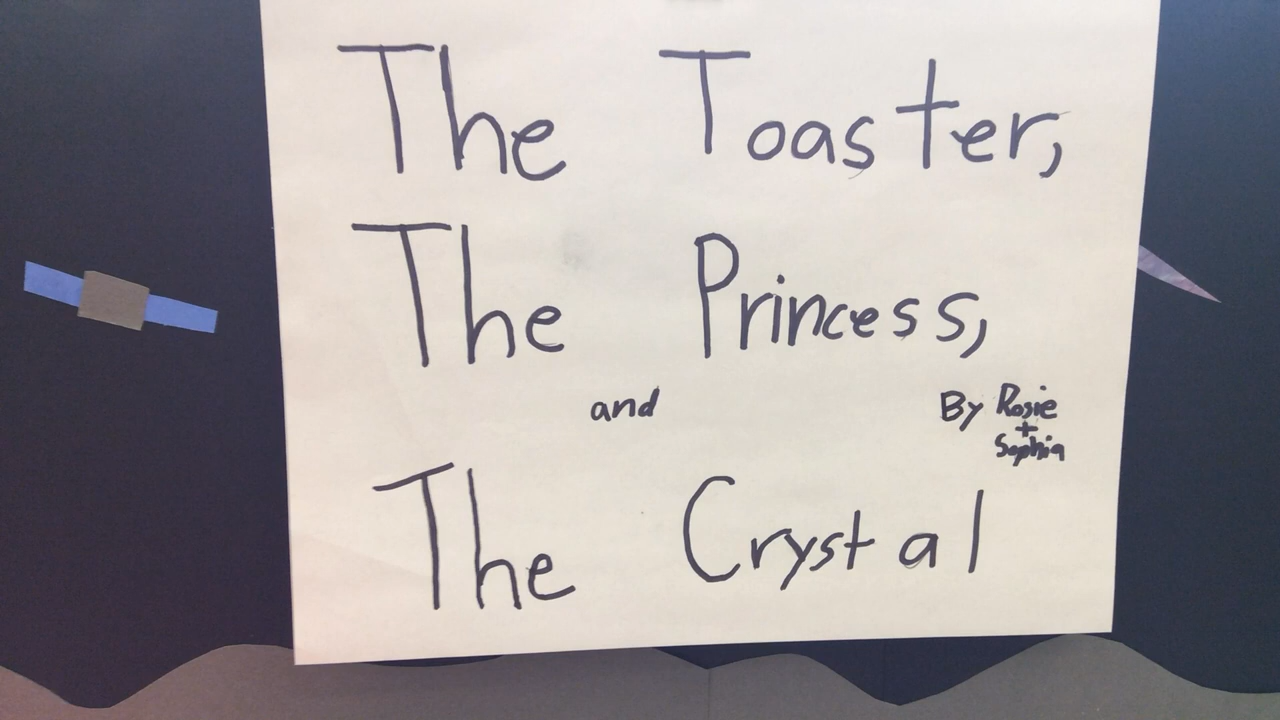 The Toaster,
The Princess,
and
By Rosie
+
Sophia
The Crystal